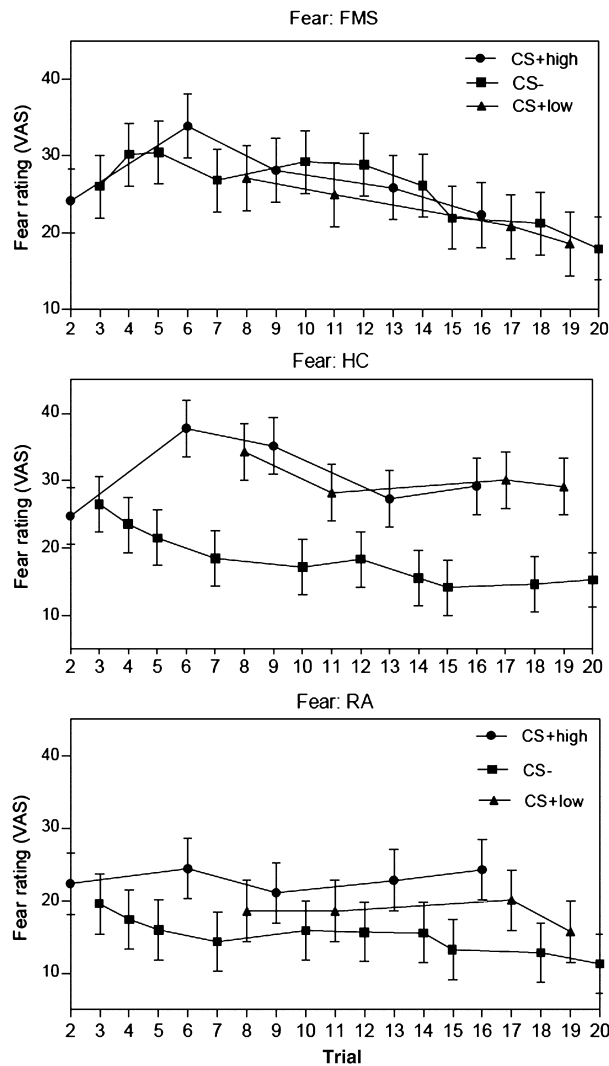 Fear: FMS
CS+high
CS-
CS+low
Fear rating (VAS)
40
30
20
10
2 3 4 5 6 7 8 9 10 11 12 13 14 15 16 17 18 19 20
Fear: HC
Fear rating (VAS)
40
30
20
10
2 3 4 5 6 7 8 9 10 11 12 13 14 15 16 17 18 19 20
Fear: RA
CS+high
CS-
CS+low
Fear rating (VAS)
40
30
20
10
2 3 4 5 6 7 8 9 10 11 12 13 14 15 16 17 18 19 20
Trial